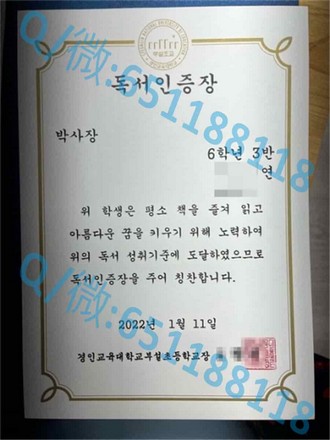 독서인증장
박사장
6학년 3반
연
위 학생은 평소 책을 즐겨 읽고
아름다운 꿈을 키우기 위해 노력하여
위의 독서 성취기준에 도달하였으므로
독서인증장을 주어 칭찬합니다.
2022년 1월 11일
경인교육대학교부설초등학교장
Q/微:651188118
Q/微:651188118
Q/微:651188118